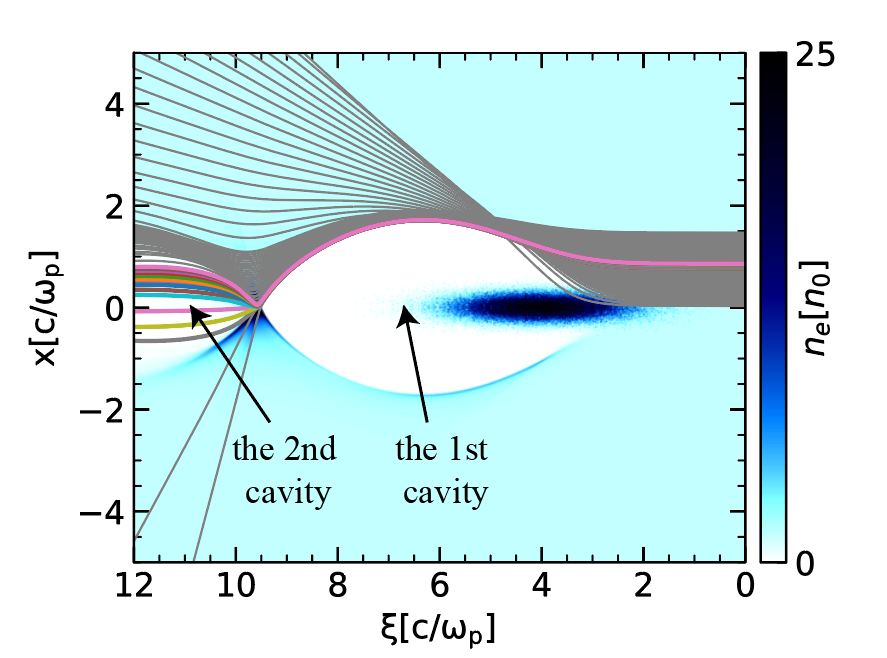 25
4
2
0
−2
−4
x[c/ωp]
the 2nd
cavity
the 1st
cavity
12
10
8
6
4
2
0
ξ[c/ωp]
0
ne[n0]